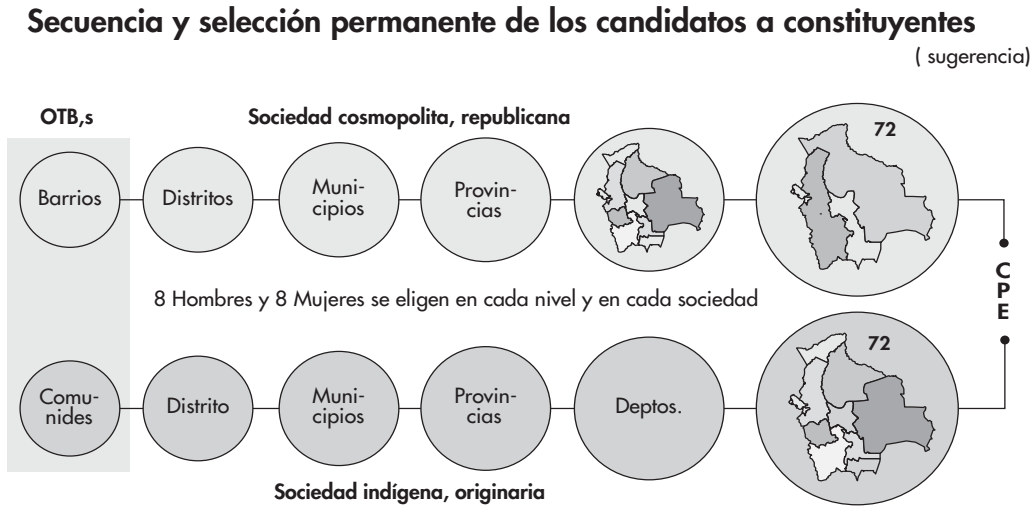 Secuencia y selección permanente de los candidatos a constituyentes
( sugerencia)
OTB,s
Sociedad cosmopolita, republicana
Barrios
Distritos
Muni-
cipios
Provin-
cias
72
8 Hombres y 8 Mujeres se eligen en cada nivel y en cada sociedad
C
P
E
Comu-
nides
Distrito
Muni-
cipios
Provin-
cias
Deptos.
72
Sociedad indígena, originaria